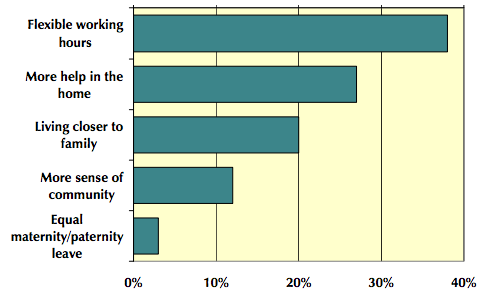 Flexible working
hours
More help in the
home
Living closer to
family
More sense of
community
Equal
maternity/paternity
leave
0% 10% 20% 30% 40%